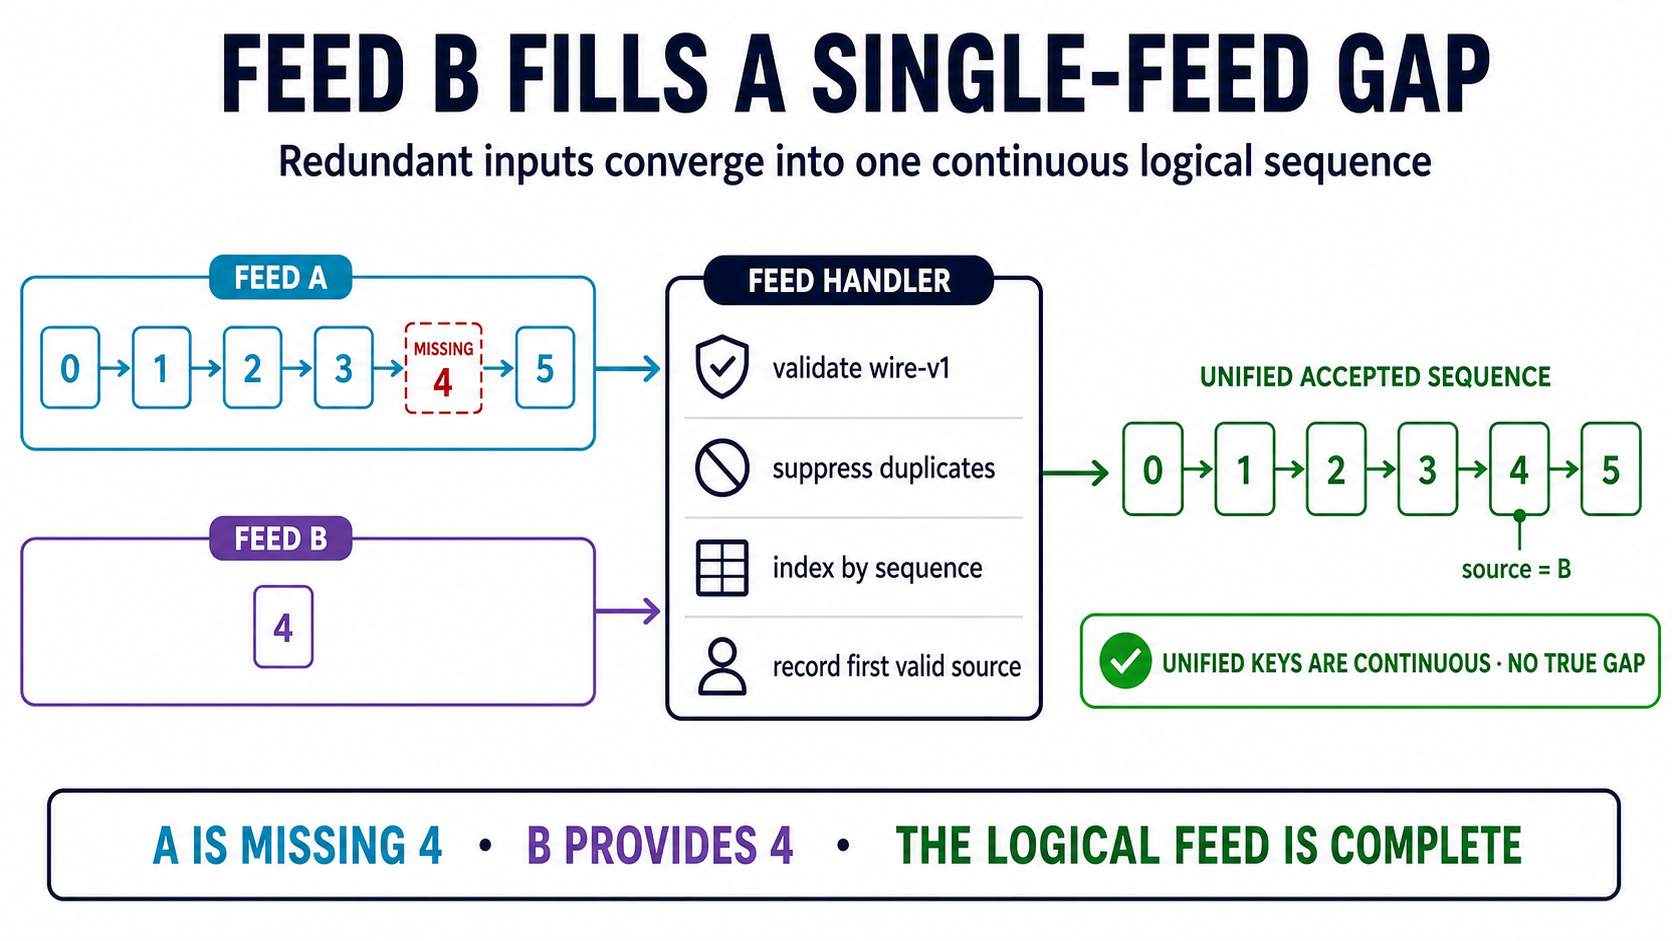 FEED B FILLS A SINGLE-FEED GAP
Redundant inputs converge into one continuous logical sequence
FEED A
0 1 2 3 MISSING 4 5
FEED B
4
FEED HANDLER
validate wire-v1
suppress duplicates
index by sequence
record first valid source
UNIFIED ACCEPTED SEQUENCE
0 1 2 3 4 5
source = B
UNIFIED KEYS ARE CONTINUOUS · NO TRUE GAP
A IS MISSING 4 • B PROVIDES 4 • THE LOGICAL FEED IS COMPLETE